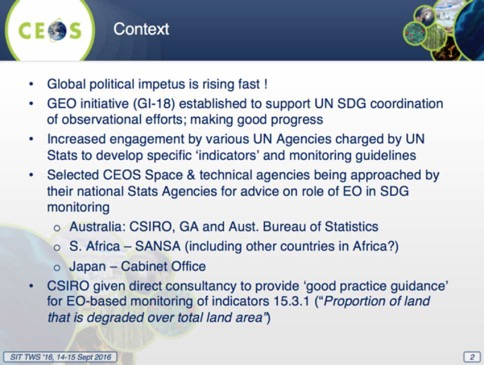 CEOS
Context
• Global political impetus is rising fast !
• GEO initiative (GI-18) established to support UN SDG coordination
of observational efforts; making good progress
• Increased engagement by various UN Agencies charged by UN
Stats to develop specific 'indicators' and monitoring guidelines
• Selected CEOS Space & technical agencies being approached by
their national Stats Agencies for advice on role of EO in SDG
monitoring
o Australia: CSIRO, GA and Aust. Bureau of Statistics
o S. Africa – SANSA (including other countries in Africa?)
o Japan – Cabinet Office
• CSIRO given direct consultancy to provide 'good practice guidance'
for EO-based monitoring of indicators 15.3.1 ("Proportion of land
that is degraded over total land area")
SIT TWS '16, 14-15 Sept 2016
2